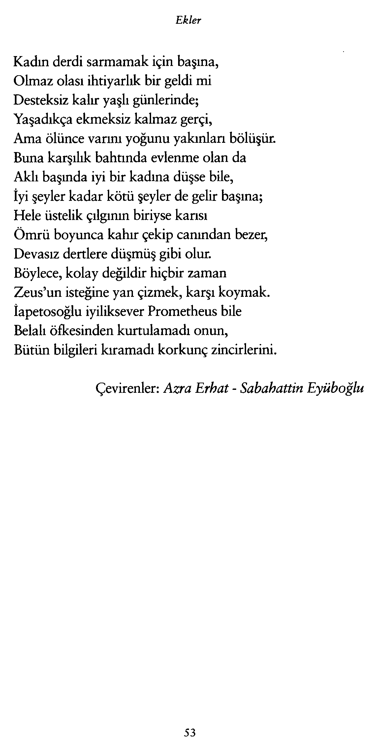 Ekler
Kadın derdi sarmamak için başına,
Olmaz olası ihtiyarlık bir geldi mi
Desteksiz kalır yaşlı günlerinde;
Yaşadıkça ekmeksiz kalmaz gerçi,
Ama ölünce varını yoğunu yakınları bölüşür.
Buna karşılık bahtında evlenme olan da
Aklı başında iyi bir kadına düşse bile,
İyi şeyler kadar kötü şeyler de gelir başına;
Hele üstelik çılgının biriyse karısı
Ömrü boyunca kahır çekip canından bezer,
Devasız dertlere düşmüş gibi olur.
Böylece, kolay değildir hiçbir zaman
Zeus'un isteğine yan çizmek, karşı koymak.
İapetosoğlu iyiliksever Prometheus bile
Belalı öfkesinden kurtulamadı onun,
Bütün bilgileri kıramadı korkunç zincirlerini.
Çevirenler: Azra Erhat - Sabahattin Eyüboğlu
53